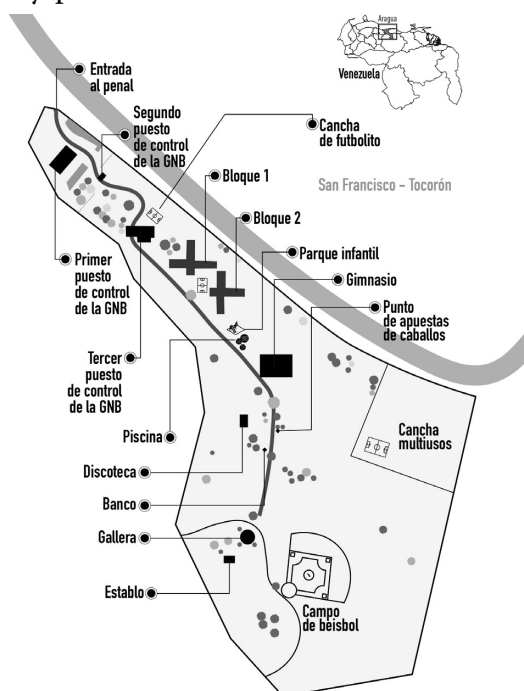 Aragua
Venezuela
Entrada
al penal
Segundo
puesto
de control
de la GNB
Cancha
de futbolito
Bloque 1
San Francisco - Tocorón
Bloque 2
Parque infantil
Primer
puesto
de control
de la GNB
Gimnasio
Punto
de apuestas
de caballos
Tercer
puesto
de control
de la GNB
Piscina
Cancha
multiusos
Discoteca
Banco
Gallera
Establo
Campo
de béisbol